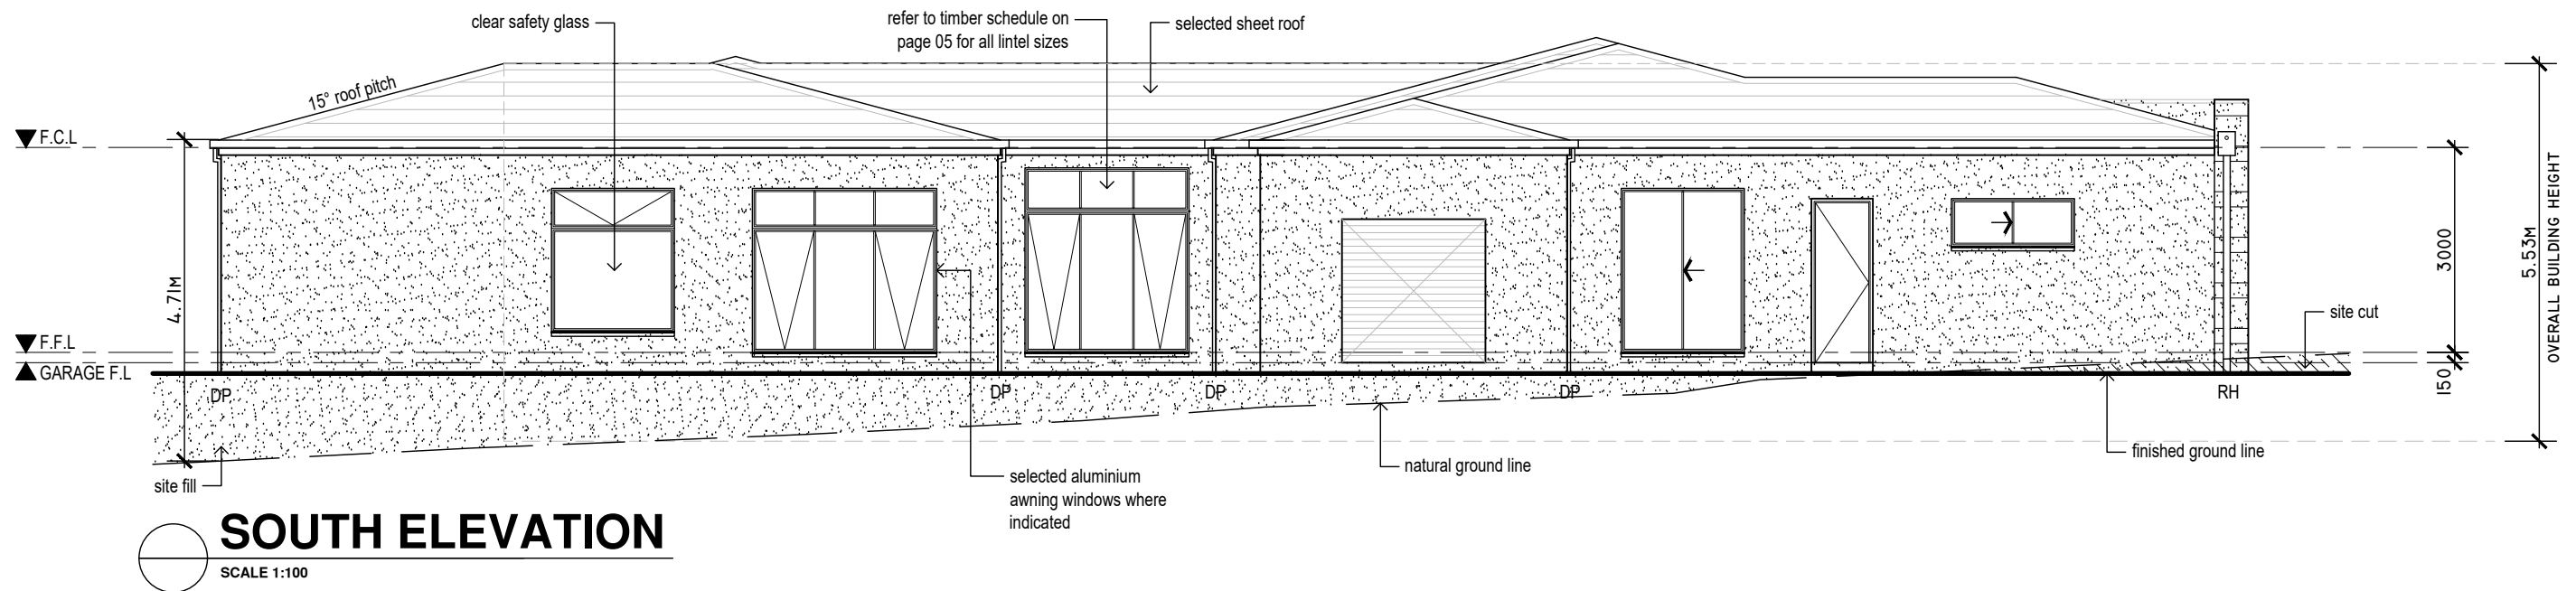 clear safety glass
refer to timber schedule on
page 05 for all lintel sizes
selected sheet roof
15° roof pitch
F.C.L
4.71M
3000
5.53M
OVERALL BUILDING HEIGHT
site cut
F.F.L
GARAGE F.L
150
DP
DP
DP
DP
RH
finished ground line
natural ground line
site fill
selected aluminium
awning windows where
indicated
SOUTH ELEVATION
SCALE 1:100